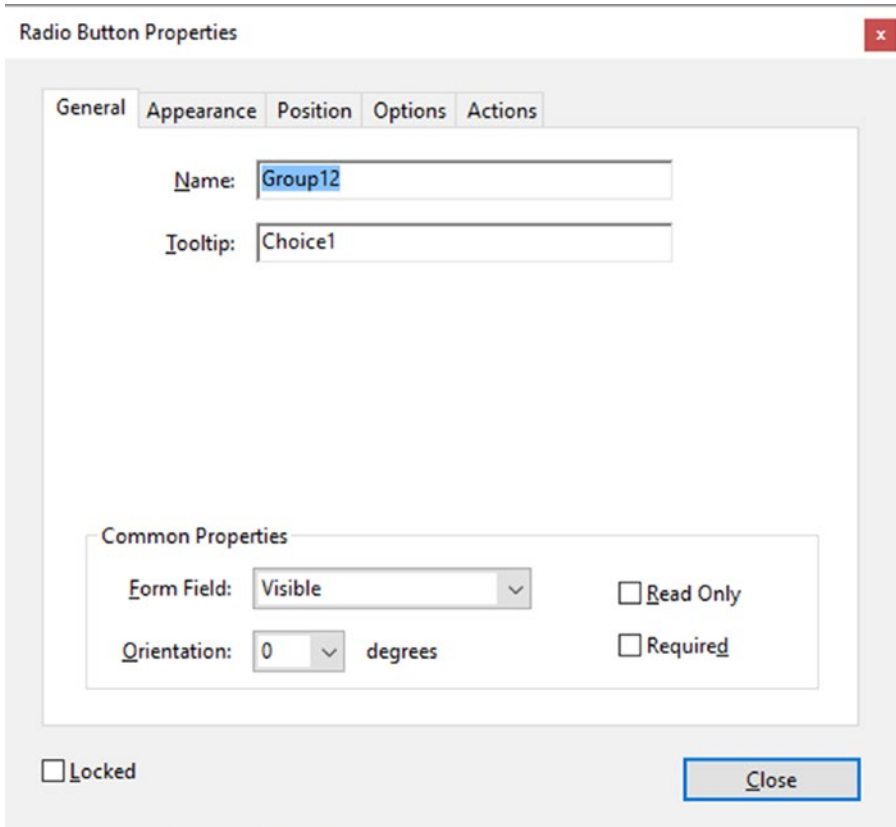 Radio Button Properties
x
General Appearance Position Options Actions
Name: Group12
Tooltip: Choice1
Common Properties
Form Field: Visible
Read Only
Orientation: 0 degrees
Required
Locked
Close